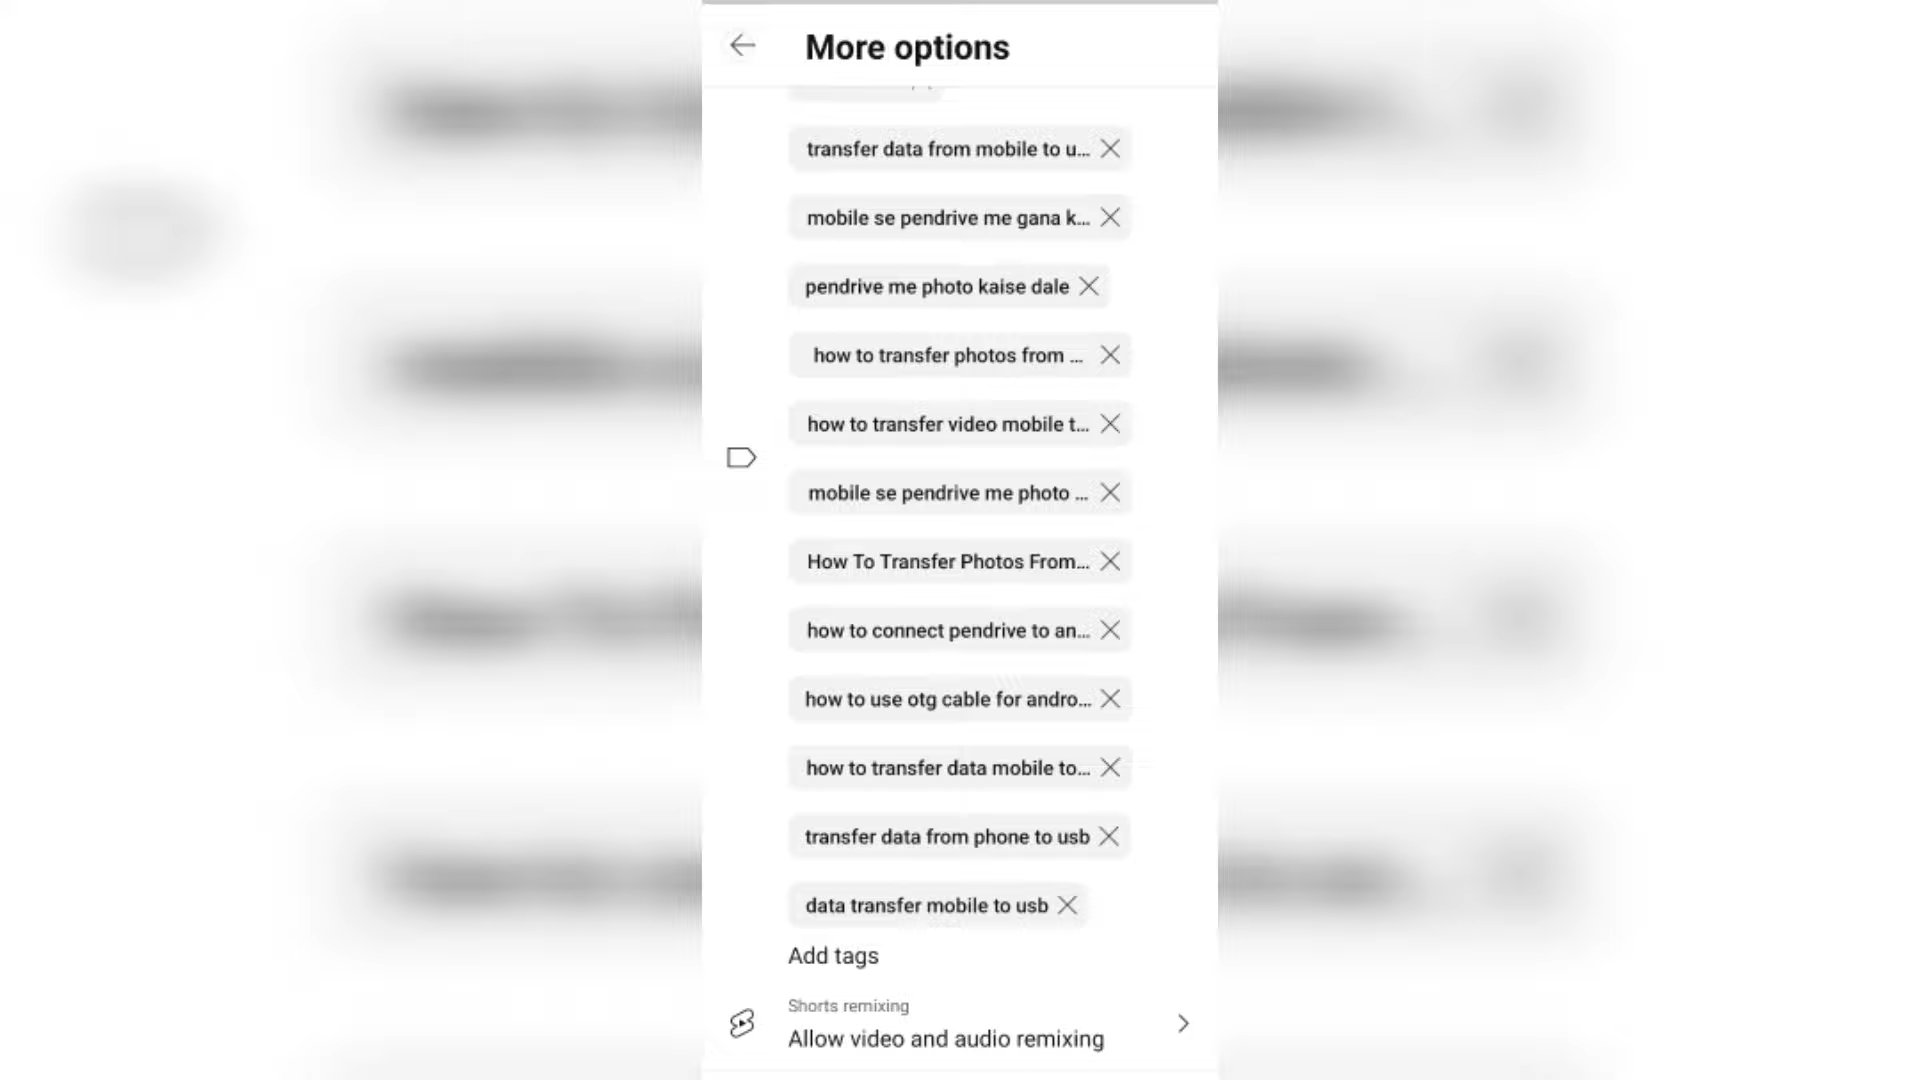 More options
transfer data from mobile to u...
mobile se pendrive me gana k...
pendrive me photo kaise dale
how to transfer photos from ...
how to transfer video mobile t...
mobile se pendrive me photo ...
How To Transfer Photos From...
how to connect pendrive to an...
how to use otg cable for andro...
how to transfer data mobile to...
transfer data from phone to usb
data transfer mobile to usb
Add tags
Shorts remixing
Allow video and audio remixing